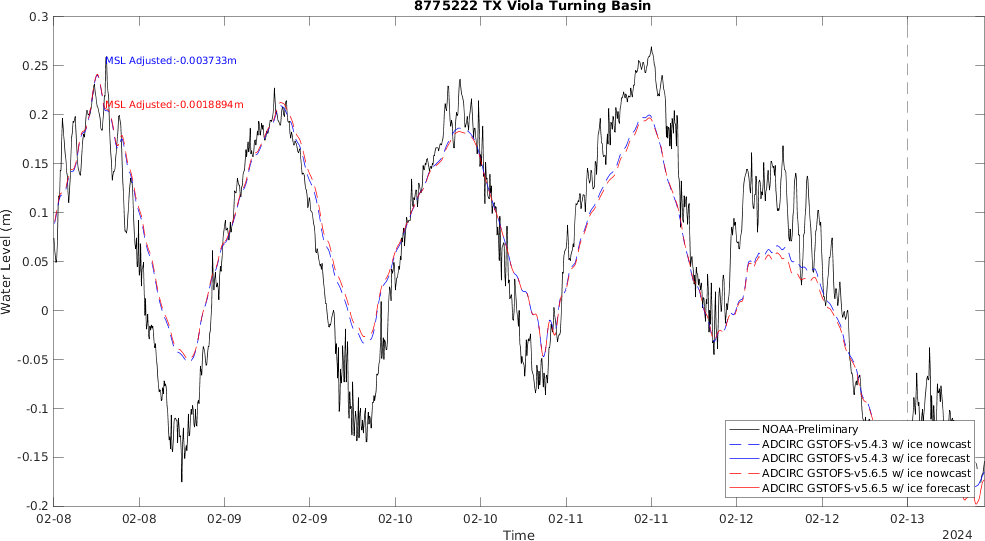 8775222 TX Viola Turning Basin
0.3
0.25
0.2
0.15
0.1
0.05
0
-0.05
-0.1
-0.15
-0.2
Water Level (m)
MSL Adjusted:-0.003733m
MSL Adjusted:-0.0018894m
NOAA-Preliminary
ADCIRC GSTOFS-v5.4.3 w/ ice nowcast
ADCIRC GSTOFS-v5.4.3 w/ ice forecast
ADCIRC GSTOFS-v5.6.5 w/ ice nowcast
ADCIRC GSTOFS-v5.6.5 w/ ice forecast
02-08 02-08 02-09 02-09 02-10 02-10 02-11 02-11 02-12 02-12 02-13
Time
2024